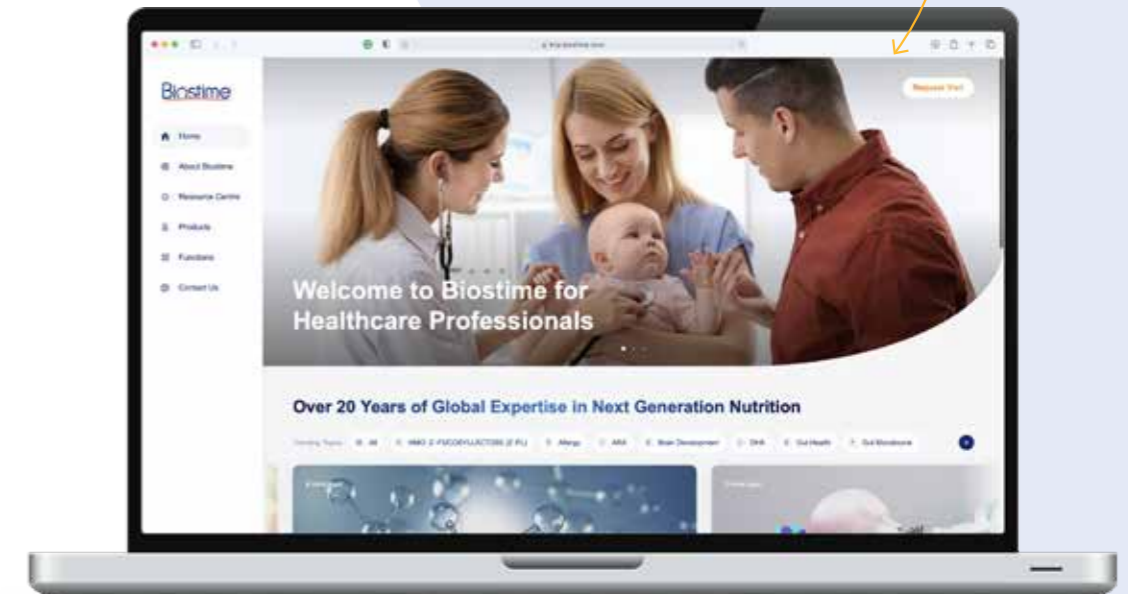 Biostime
Home
About Biostime
Resource Centre
Products
Functions
Contact Us
Request Visit
Welcome to Biostime for
Healthcare Professionals
Over 20 Years of Global Expertise in Next Generation Nutrition
Trending Topics All Allergy ARA Brain Development DHA Gut Health Gut Microbiome